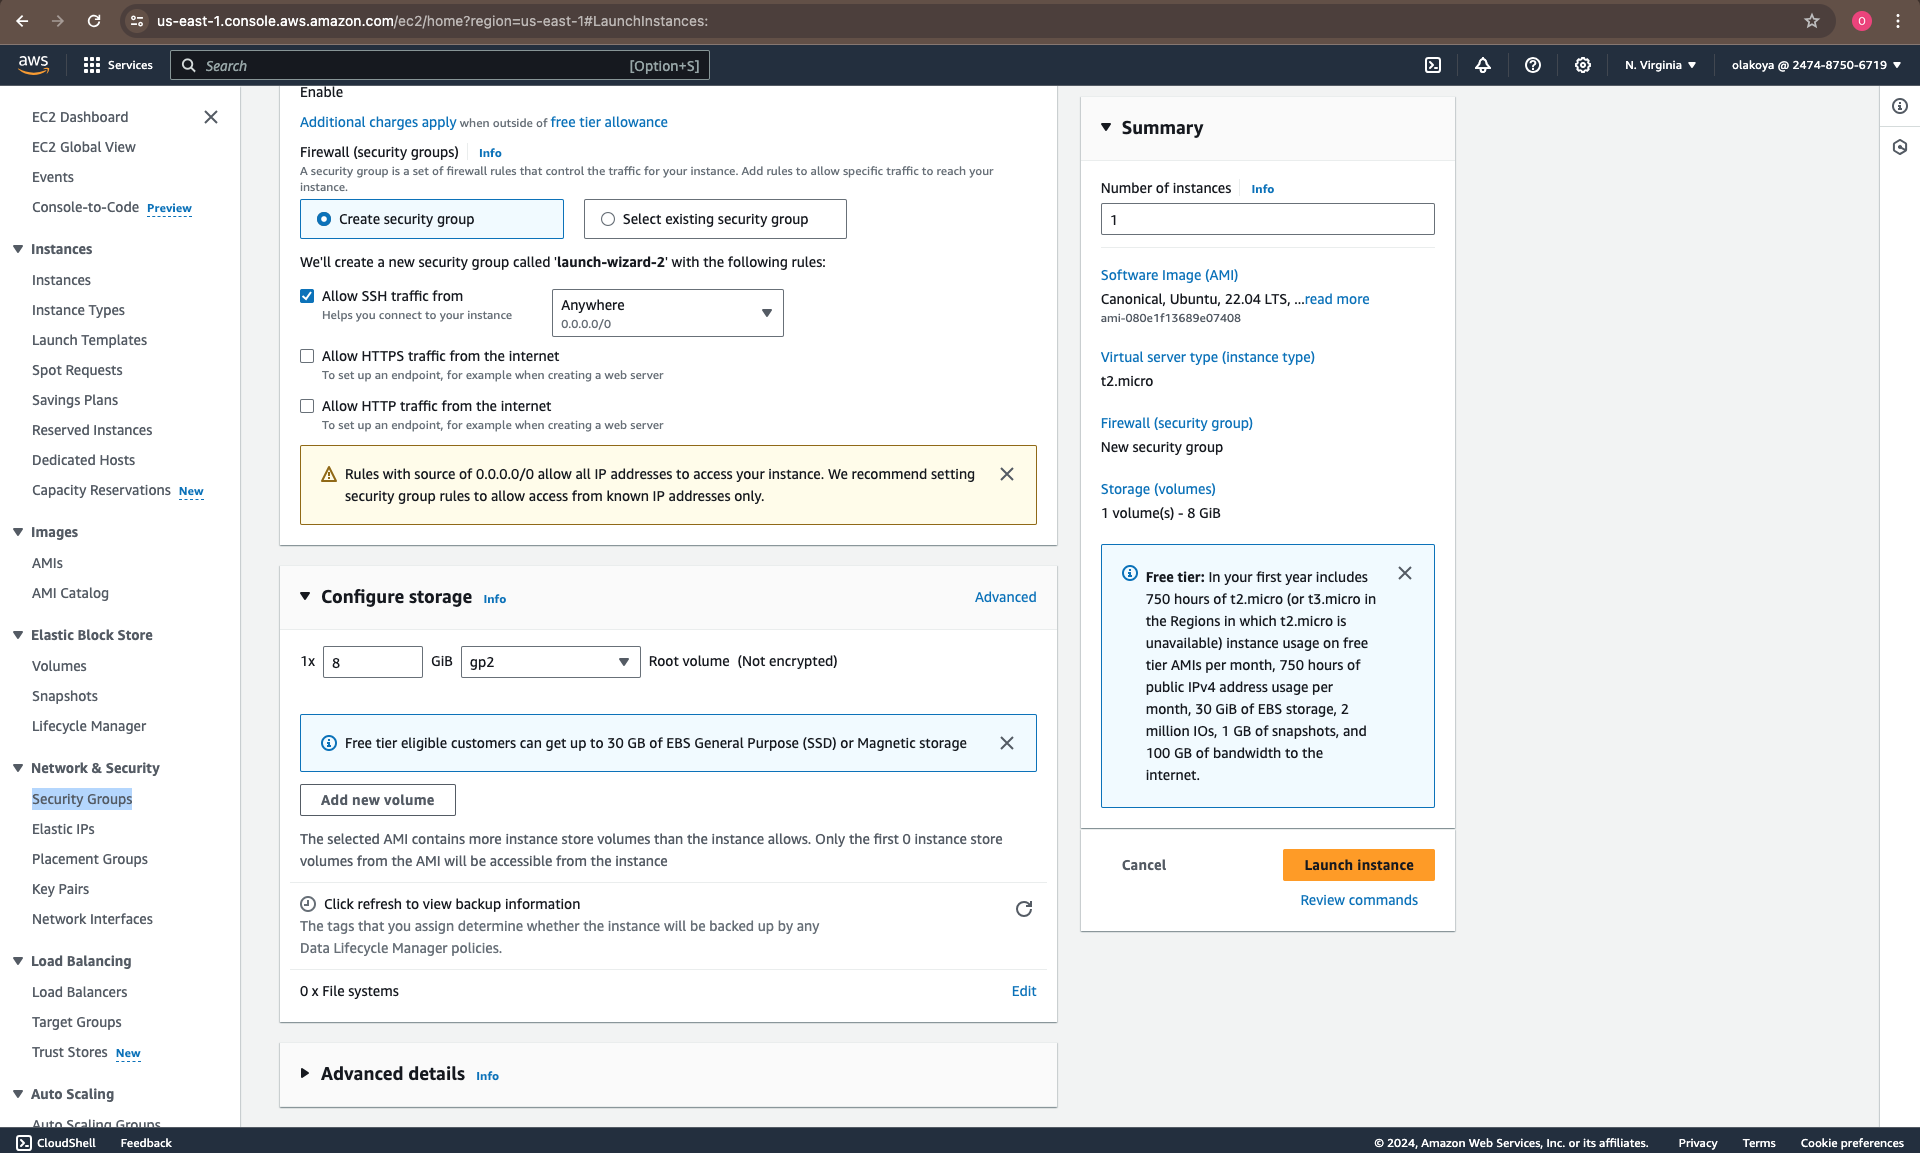 us-east-1.console.aws.amazon.com/ec2/home?region=us-east-1#LaunchInstances:
O
aws
Services
Search
[Option+S]
N. Virginia
olakoya @ 2474-8750-6719
EC2 Dashboard
EC2 Global View
Events
Console-to-Code Preview
Instances
Instances
Instance Types
Launch Templates
Spot Requests
Savings Plans
Reserved Instances
Dedicated Hosts
Capacity Reservations New
Images
AMIs
AMI Catalog
Elastic Block Store
Volumes
Snapshots
Lifecycle Manager
Network & Security
Security Groups
Elastic IPs
Placement Groups
Key Pairs
Network Interfaces
Load Balancing
Load Balancers
Target Groups
Trust Stores New
Auto Scaling
Auto Scaling Groups
Enable
Additional charges apply when outside of free tier allowance
Firewall (security groups) Info
A security group is a set of firewall rules that control the traffic for your instance. Add rules to allow specific traffic to reach your
instance.
Create security group
Select existing security group
We'll create a new security group called 'launch-wizard-2' with the following rules:
Allow SSH traffic from
Helps you connect to your instance
Anywhere
0.0.0.0/0
Allow HTTPS traffic from the internet
To set up an endpoint, for example when creating a web server
Allow HTTP traffic from the internet
To set up an endpoint, for example when creating a web server
Rules with source of 0.0.0.0/0 allow all IP addresses to access your instance. We recommend setting
security group rules to allow access from known IP addresses only.
Configure storage Info
Advanced
1x 8 GiB gp2 Root volume (Not encrypted)
Free tier eligible customers can get up to 30 GB of EBS General Purpose (SSD) or Magnetic storage
Add new volume
The selected AMI contains more instance store volumes than the instance allows. Only the first 0 instance store
volumes from the AMI will be accessible from the instance
Click refresh to view backup information
The tags that you assign determine whether the instance will be backed up by any
Data Lifecycle Manager policies.
0 x File systems
Edit
Advanced details Info
Summary
Number of instances Info
1
Software Image (AMI)
Canonical, Ubuntu, 22.04 LTS, ...read more
ami-080e1f13689e07408
Virtual server type (instance type)
t2.micro
Firewall (security group)
New security group
Storage (volumes)
1 volume(s) - 8 GiB
Free tier: In your first year includes
750 hours of t2.micro (or t3.micro in
the Regions in which t2.micro is
unavailable) instance usage on free
tier AMIs per month, 750 hours of
public IPv4 address usage per
month, 30 GiB of EBS storage, 2
million IOs, 1 GB of snapshots, and
100 GB of bandwidth to the
internet.
Cancel
Launch instance
Review commands
CloudShell
Feedback
© 2024, Amazon Web Services, Inc. or its affiliates.
Privacy
Terms
Cookie preferences